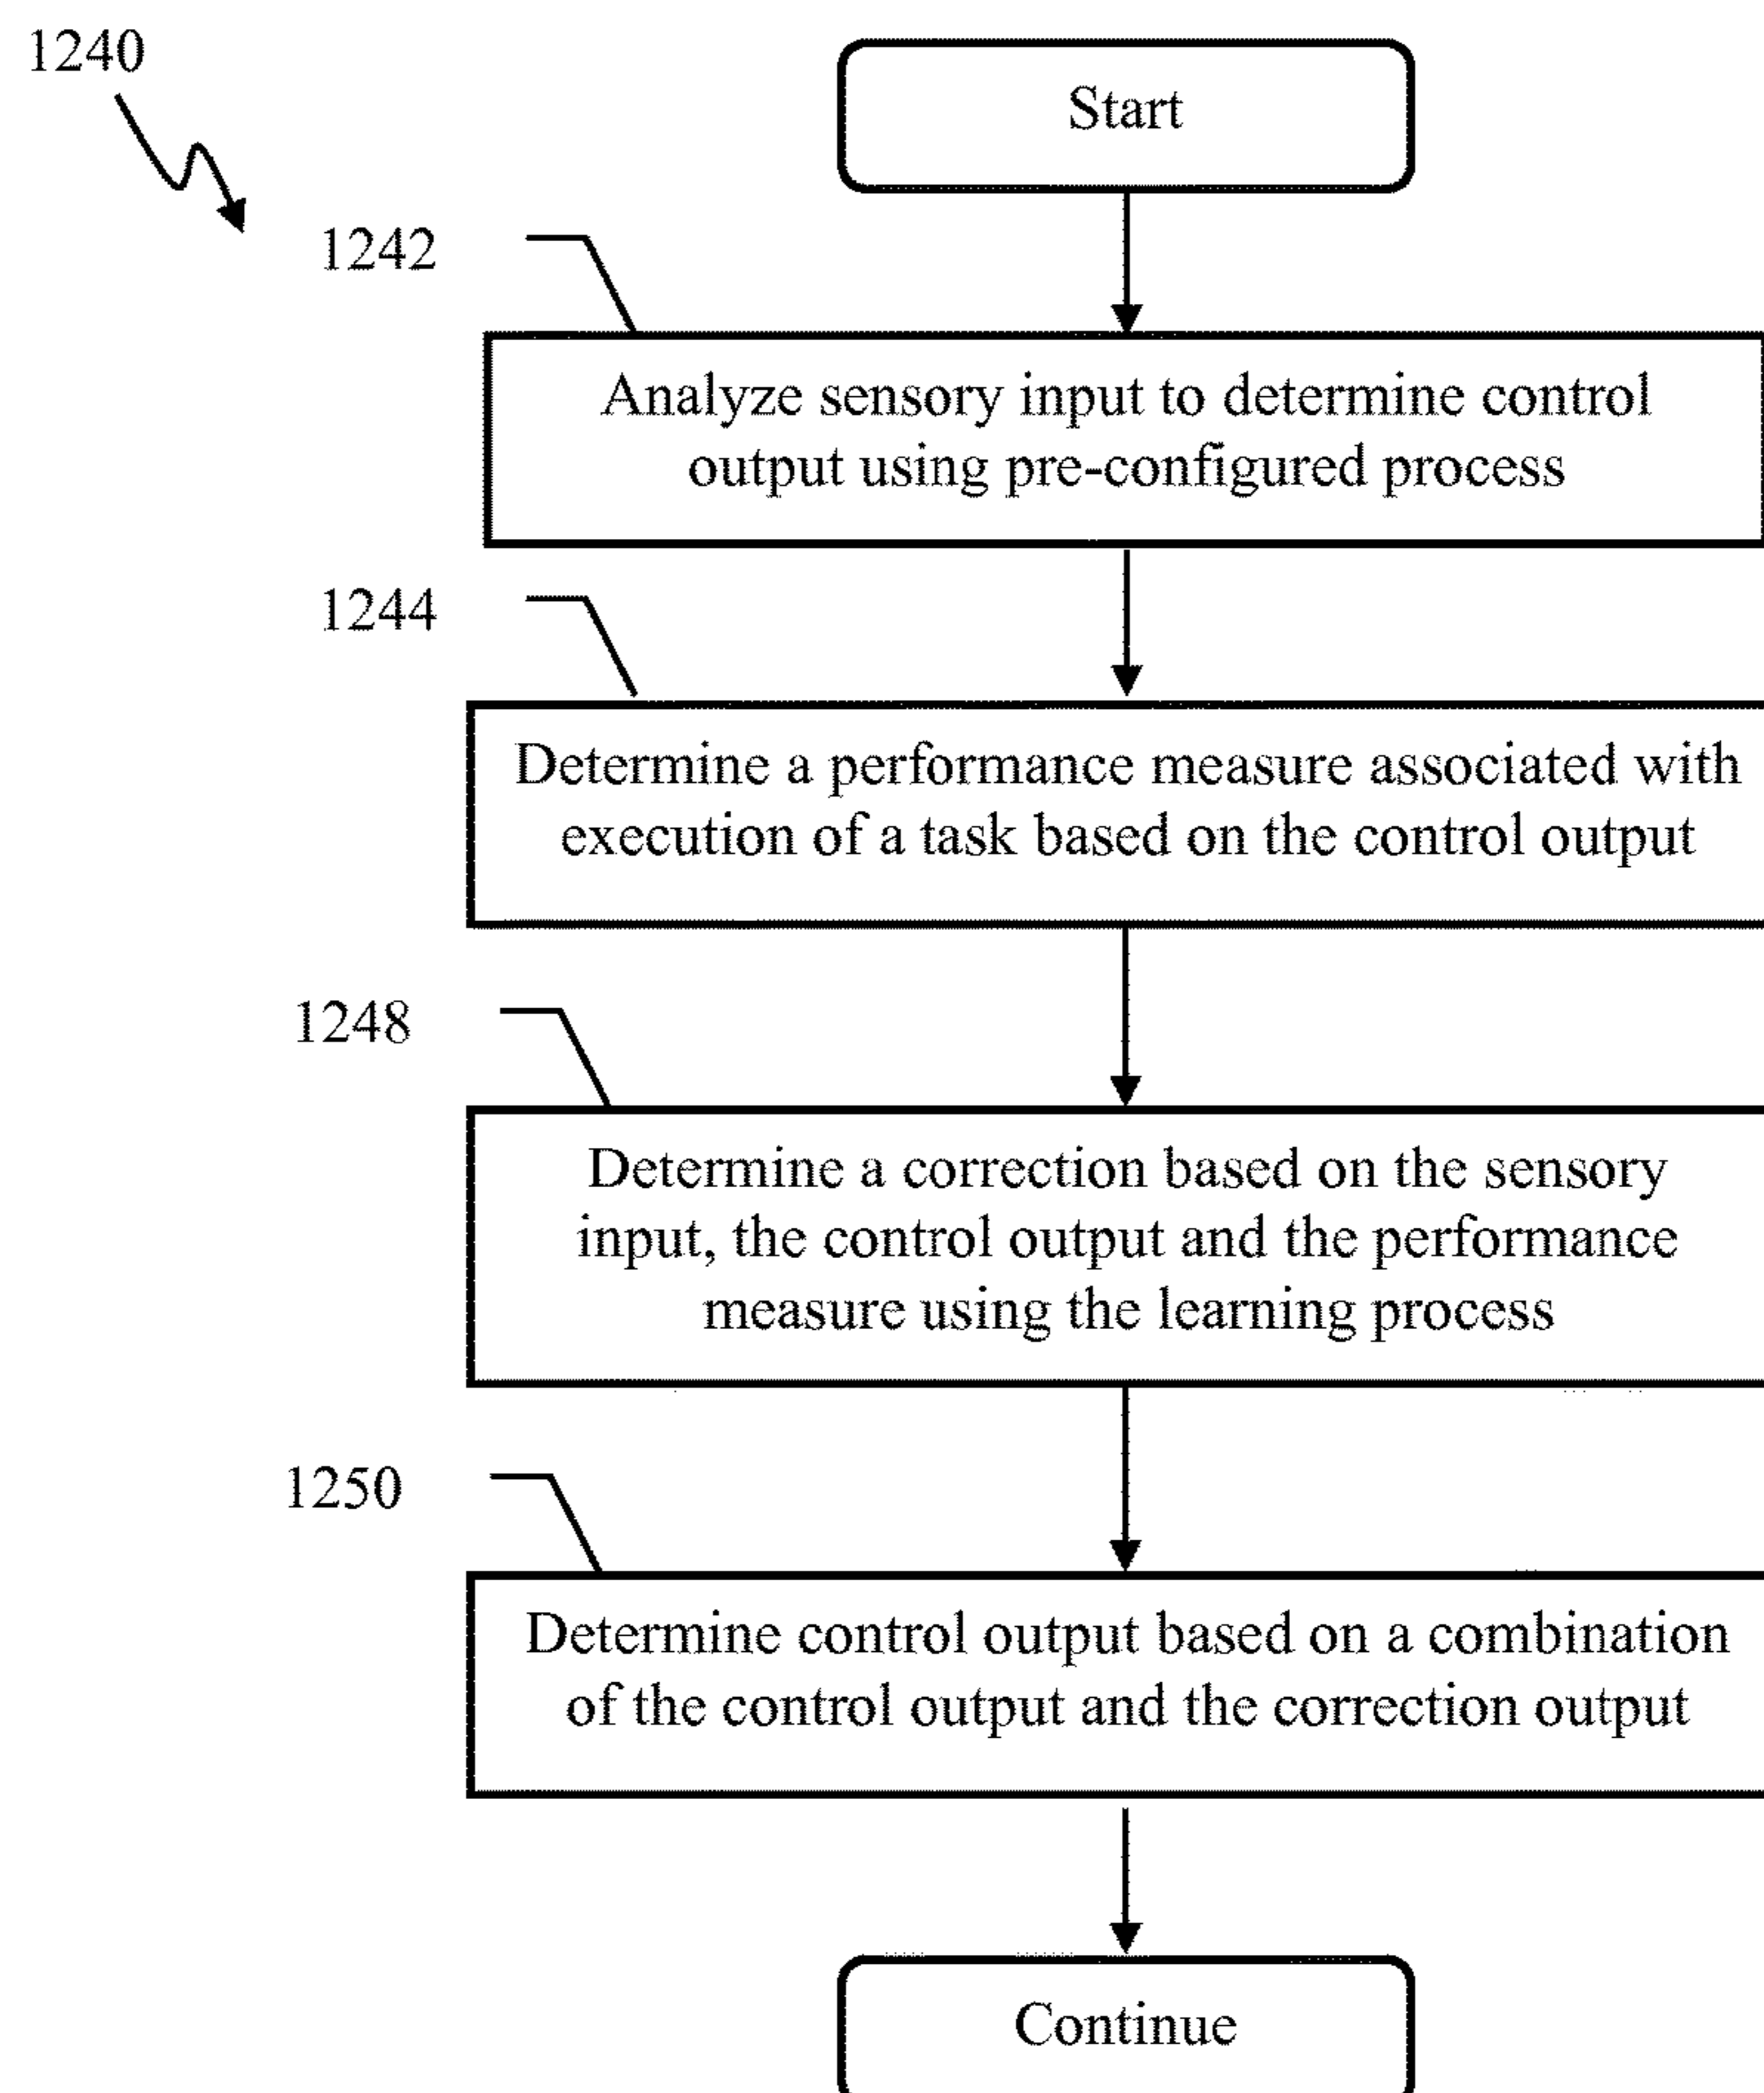 1240
Start
1242
Analyze sensory input to determine control
output using pre-configured process
1244
Determine a performance measure associated with
execution of a task based on the control output
1248
Determine a correction based on the sensory
input, the control output and the performance
measure using the learning process
1250
Determine control output based on a combination
of the control output and the correction output
Continue